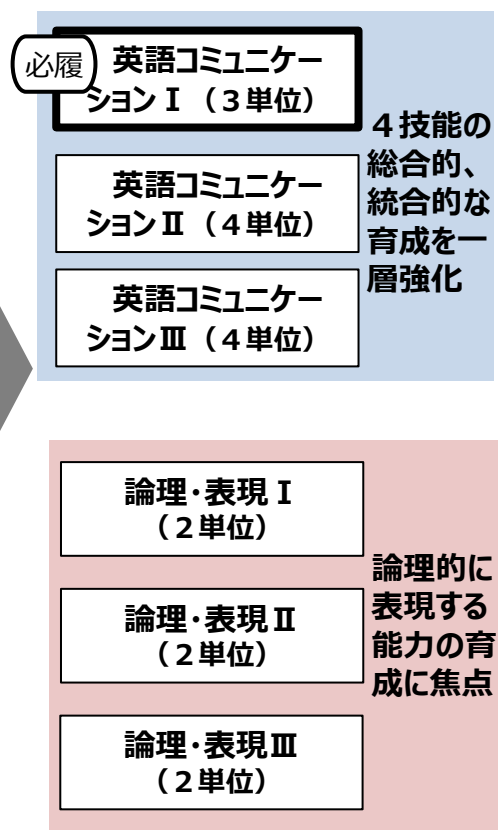 必履
英語コミュニケー
ションⅠ（３単位）
英語コミュニケー
ションⅡ（４単位）
英語コミュニケー
ションⅢ（４単位）
４技能の
総合的、
統合的な
育成を一
層強化
論理・表現Ⅰ
（２単位）
論理・表現Ⅱ
（２単位）
論理・表現Ⅲ
（２単位）
論理的に
表現する
能力の育
成に焦点